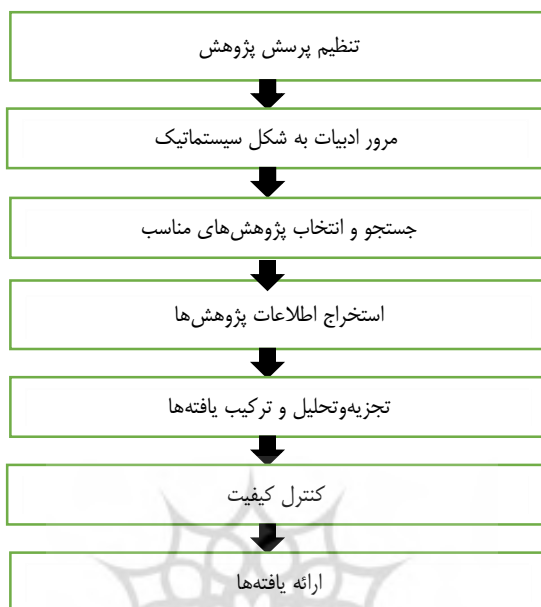 تنظیم پرسش پژوهش
مرور ادبیات به شکل سیستماتیک
جستجو و انتخاب پژوهش‌های مناسب
استخراج اطلاعات پژوهش‌ها
تجزیه‌وتحلیل و ترکیب یافته‌ها
کنترل کیفیت
ارائه یافته‌ها